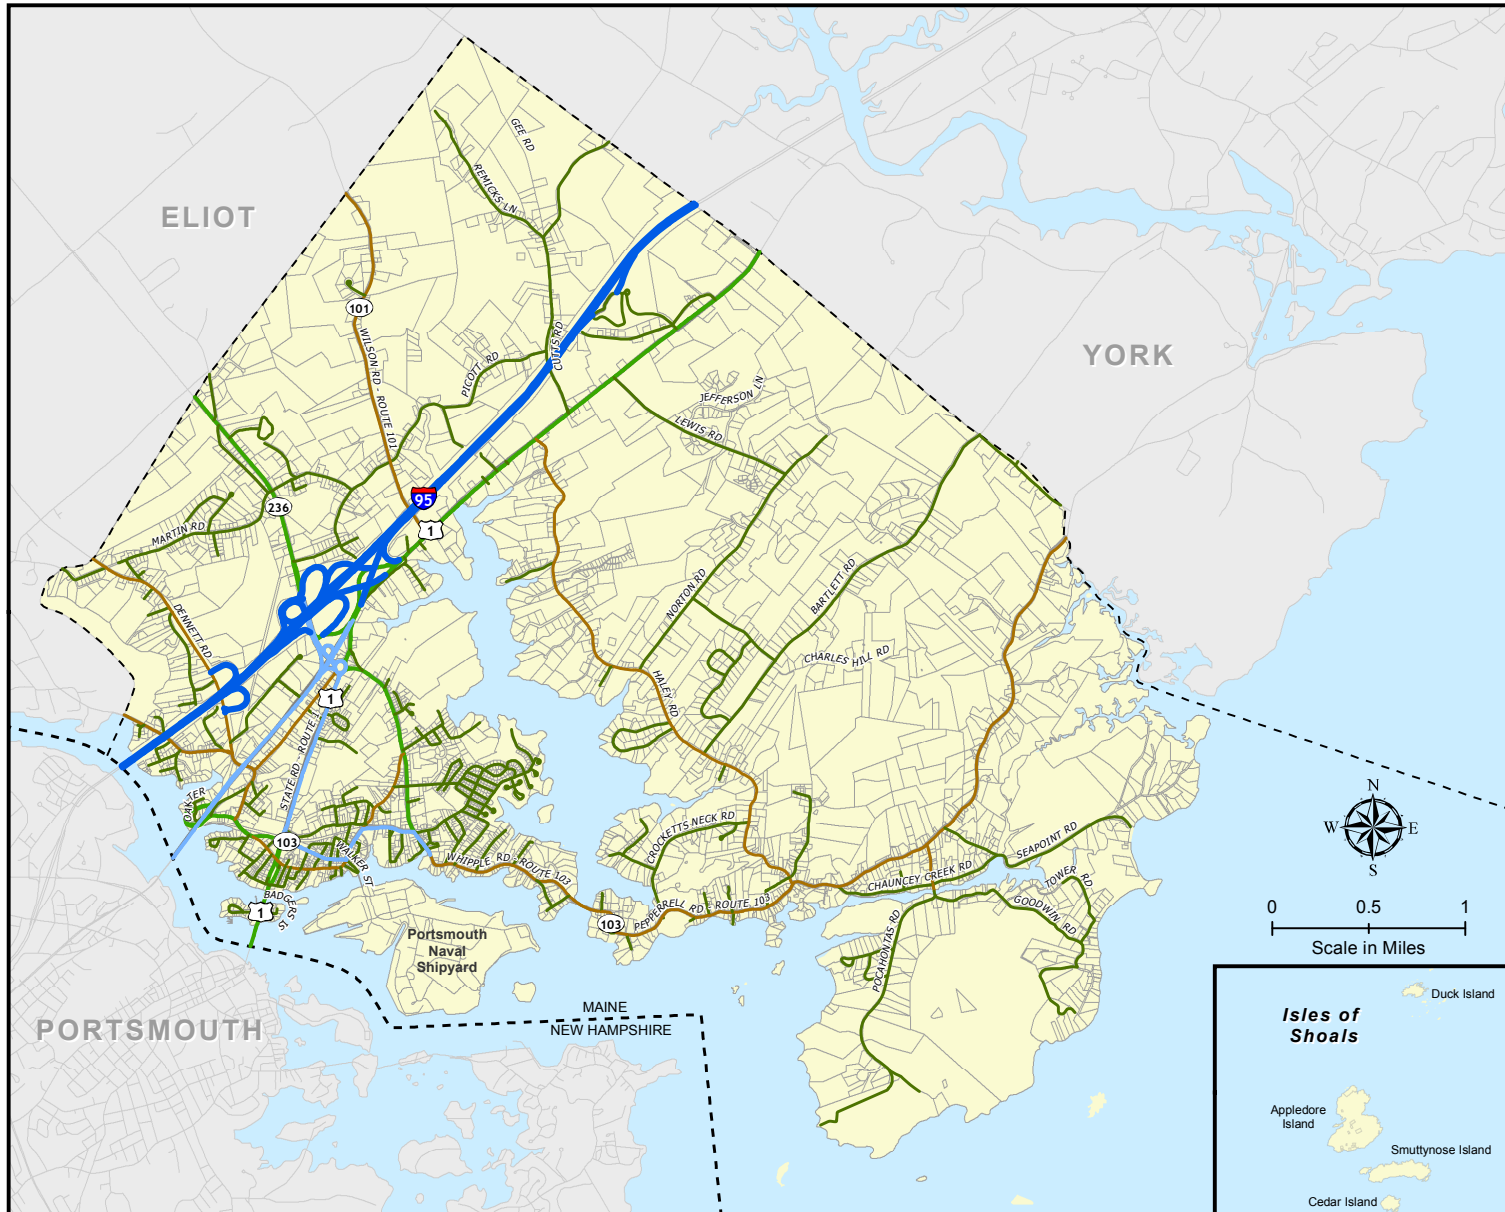 GEE RD
REMICKS LN
ELIOT
101
WILSON RD - ROUTE 101
CUTTS RD
PICOTT RD
YORK
JEFFERSON LN
LEWIS RD
95
236
1
MARTIN RD
NORTON RD
BARTLETT RD
DENNETT RD
CHARLES HILL RD
HALEY RD
1
STATE RD - ROUTE 1
OAK TER
103
WALKER ST
WHIPPLE RD - ROUTE 103
CROCKETTS NECK RD
SEAPOINT RD
CHAUNCEY CREEK RD
TOWER RD
GOODWIN RD
BADGERS IS
1
103
PEPPERRELL RD - ROUTE 103
POCAHONTAS RD
N
W E
S
0 0.5 1
Scale in Miles
Portsmouth
Naval
Shipyard
MAINE
NEW HAMPSHIRE
PORTSMOUTH
Duck Island
Isles of
Shoals
Appledore
Island
Smuttynose Island
Cedar Island